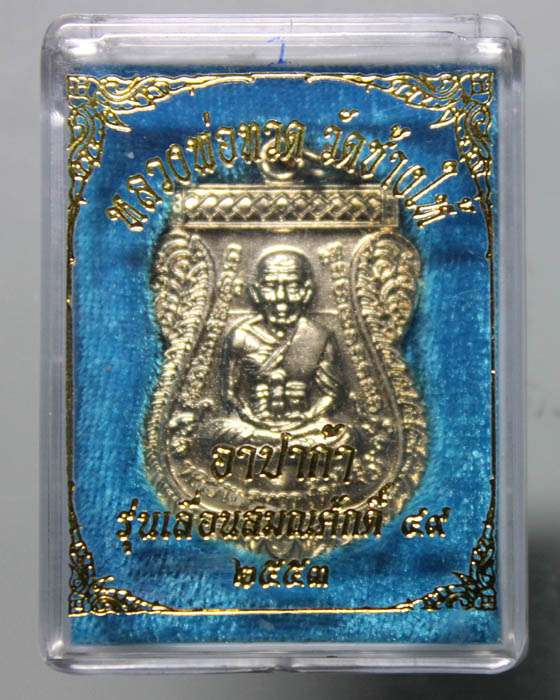 หลวงพ่อทวด วัดช้างให้
อาปาก้า
รุ่นเลื่อนสมณศักดิ์ ๔๙
๒๕๕๓